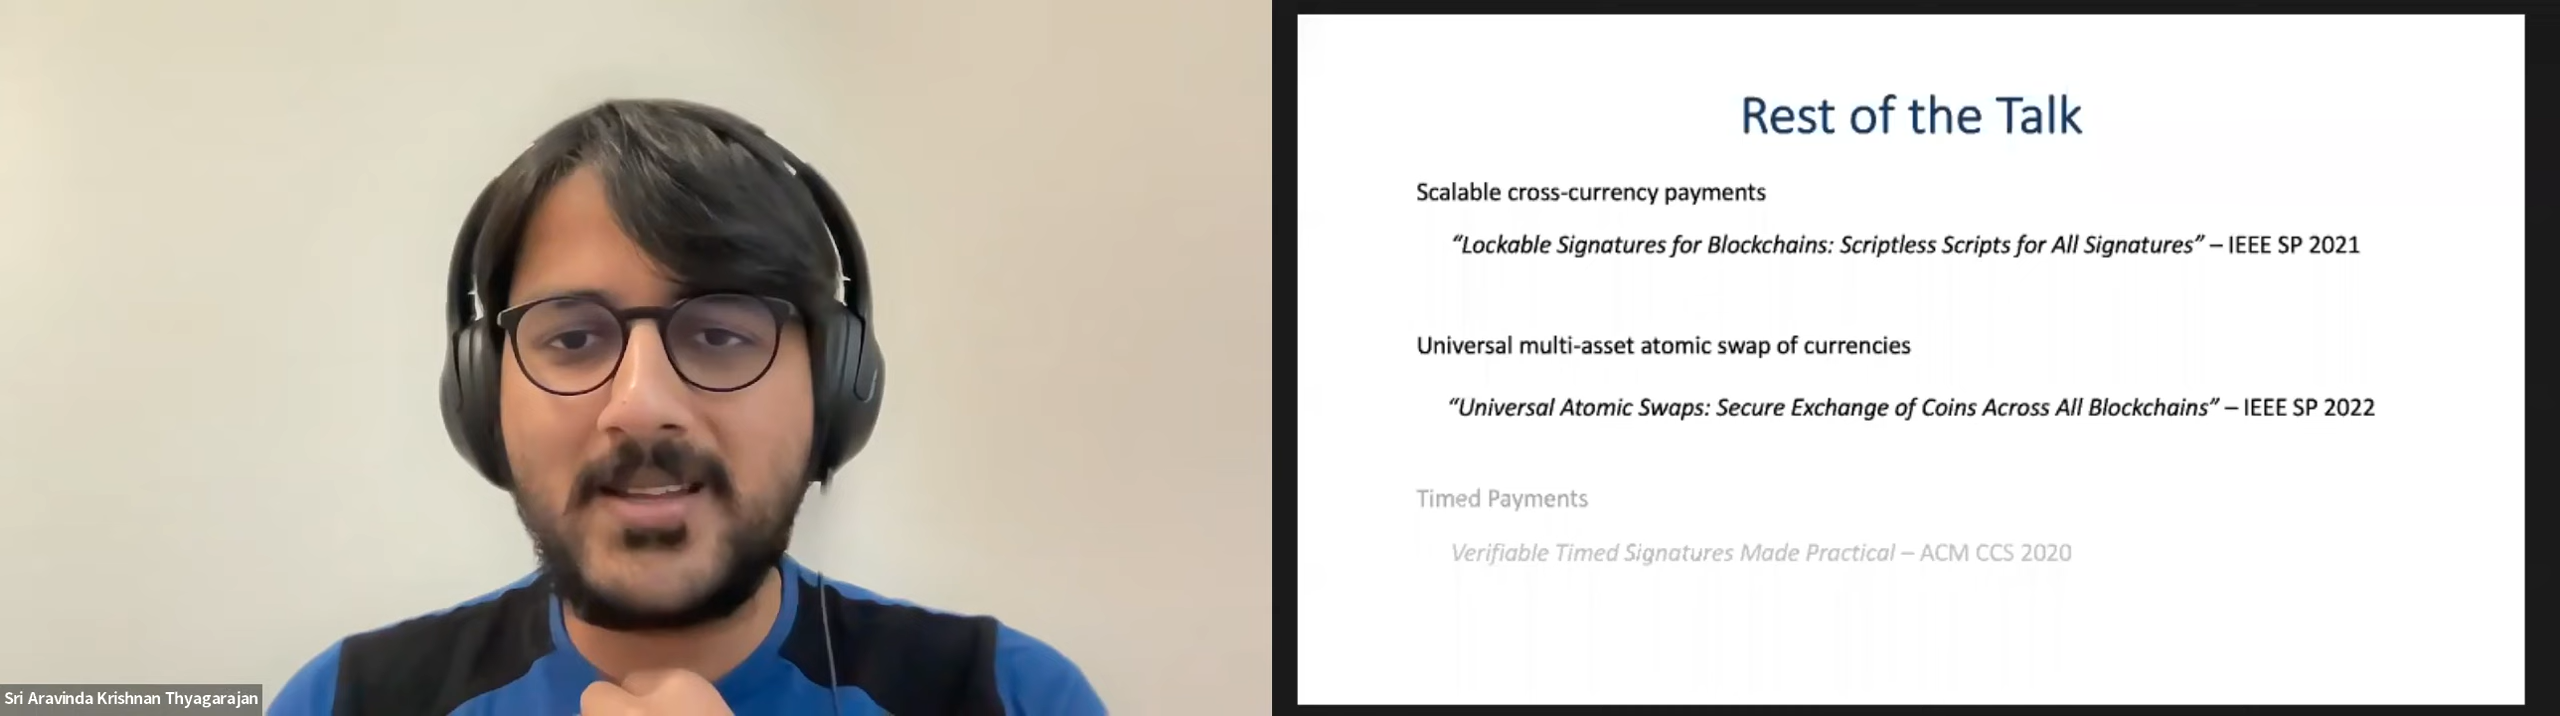 Sri Aravinda Krishnan Thyagarajan
Rest of the Talk
Scalable cross-currency payments
“Lockable Signatures for Blockchains: Scriptless Scripts for All Signatures” – IEEE SP 2021
Universal multi-asset atomic swap of currencies
“Universal Atomic Swaps: Secure Exchange of Coins Across All Blockchains” – IEEE SP 2022
Timed Payments
Verifiable Timed Signatures Made Practical – ACM CCS 2020